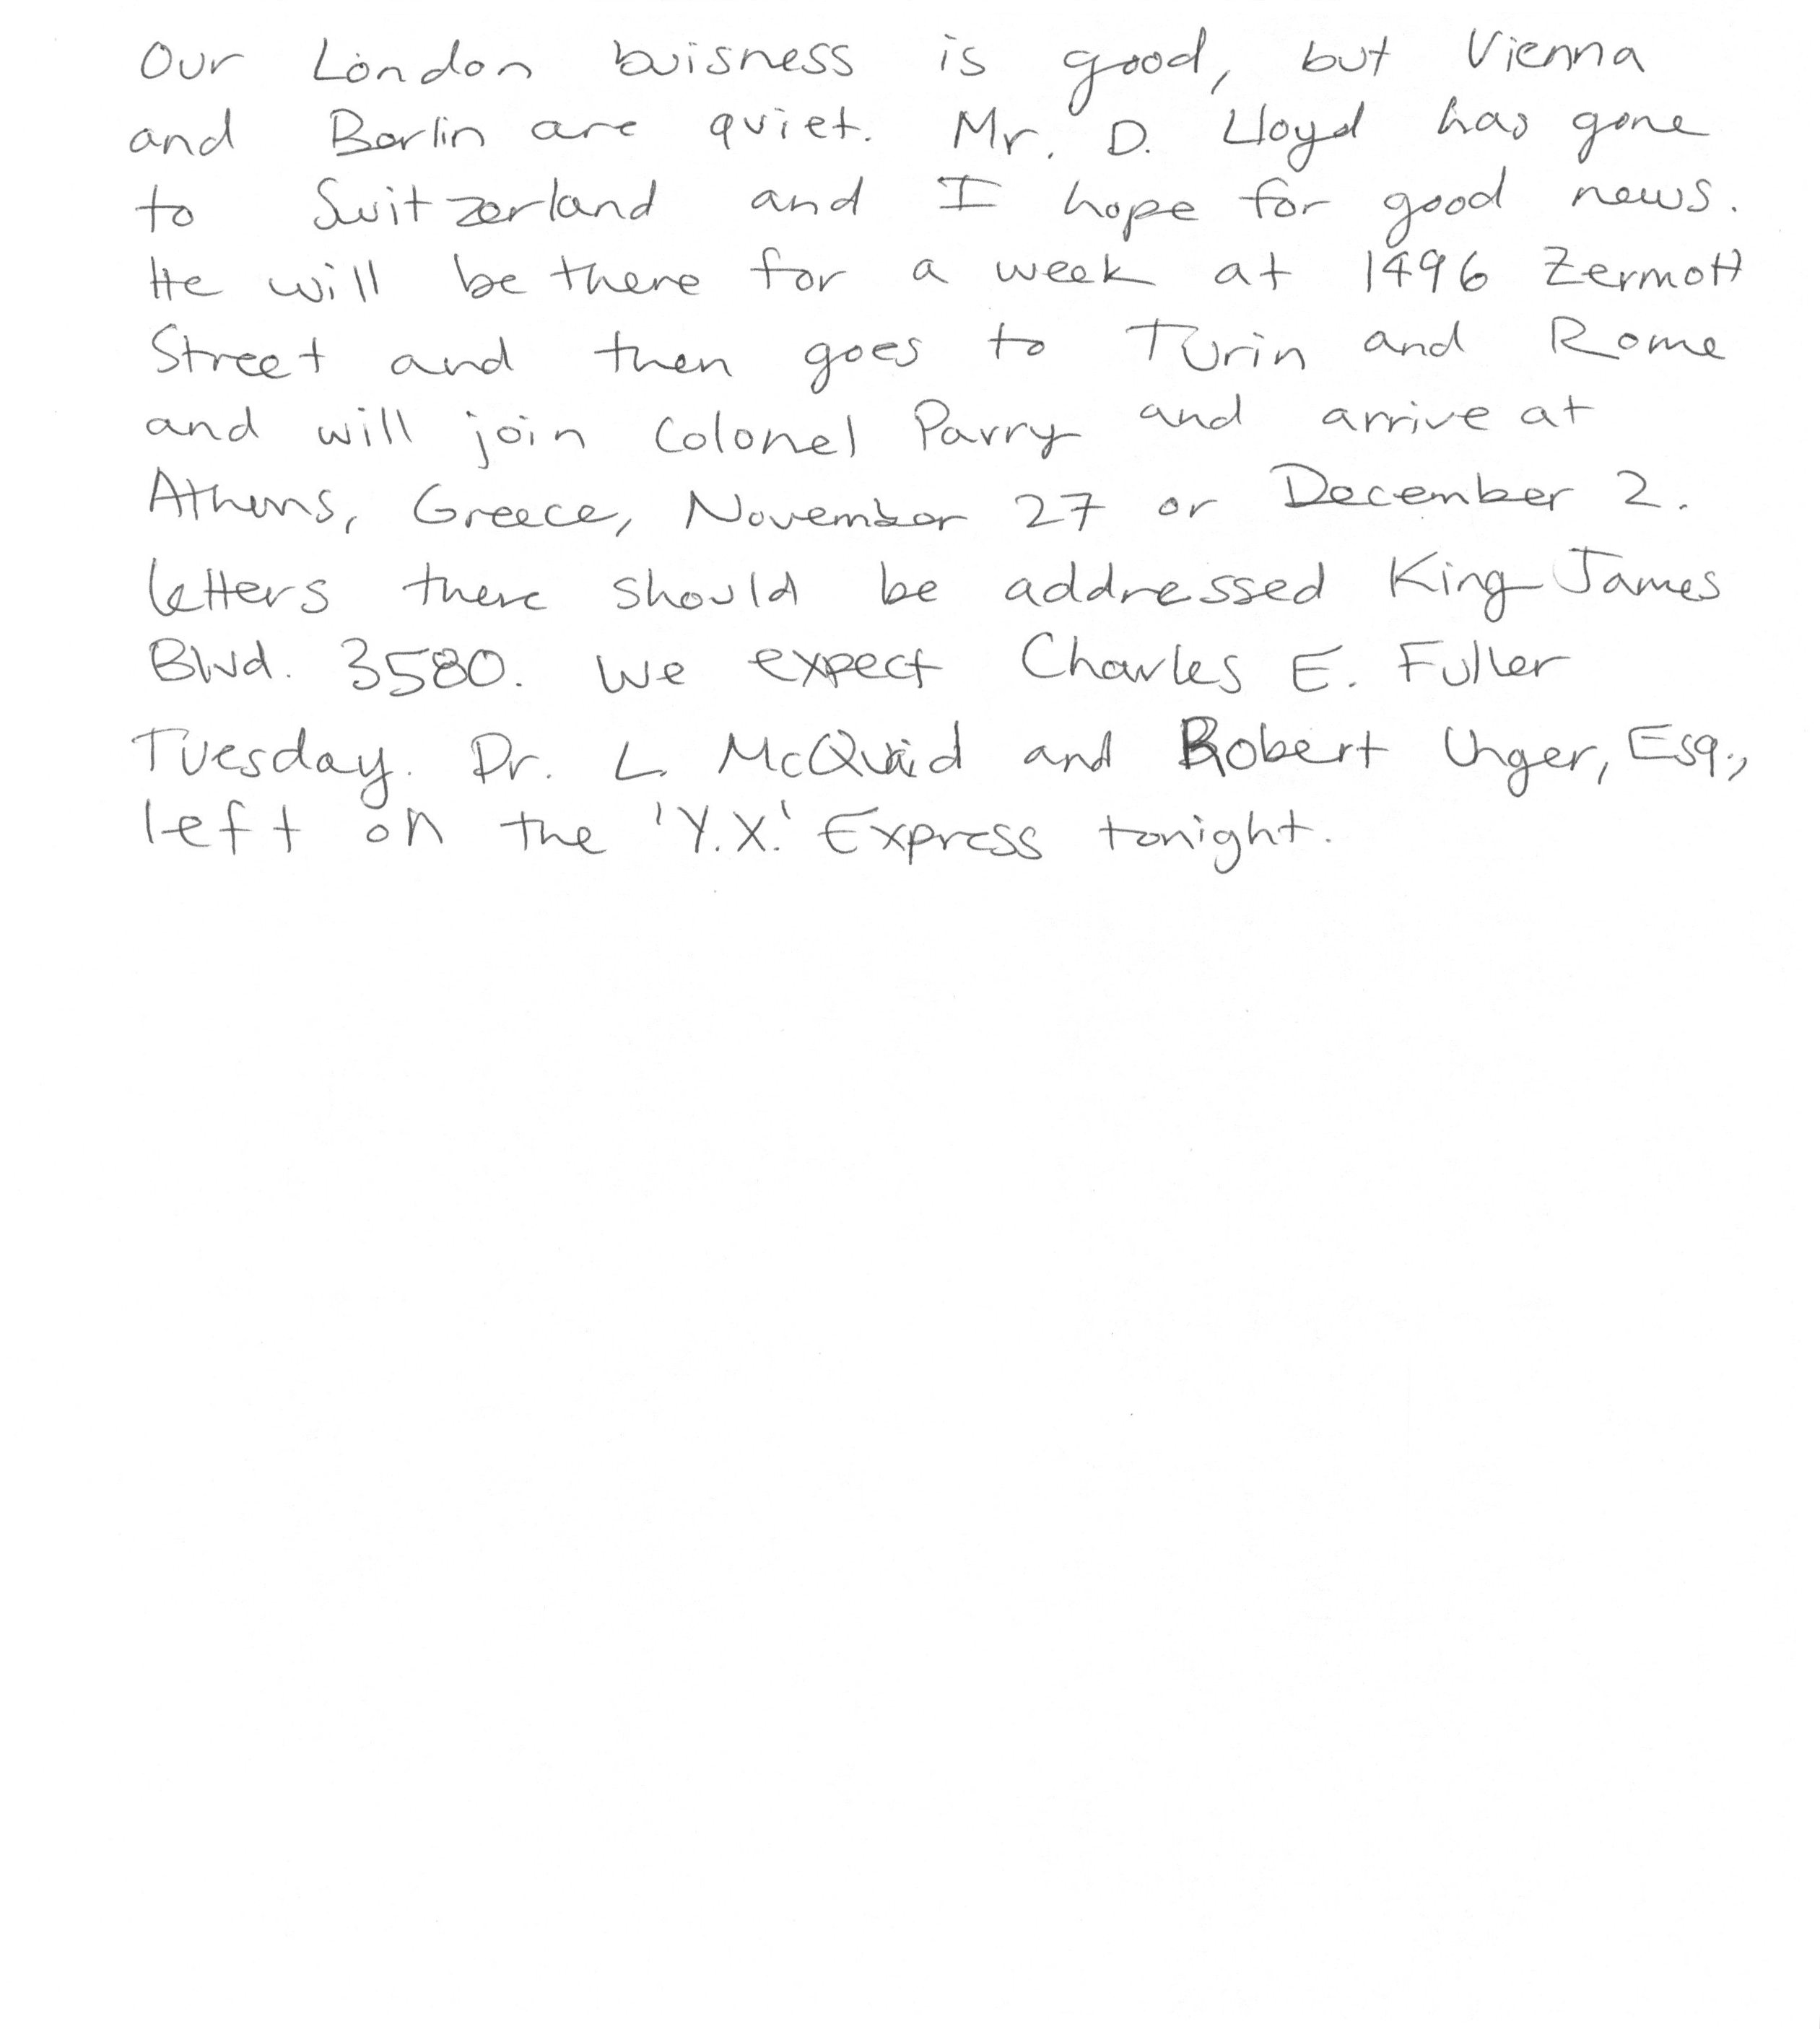 Our London buisness is good, but Vienna
and Berlin are quiet. Mr. D. Lloyd has gone
to Switzerland and I hope for good news.
He will be there for a week at 1496 Zermott
Street and then goes to Turin and Rome
and will join Colonel Parry and arrive at
Athens, Greece, November 27 or December 2.
Letters there should be addressed King James
Blvd. 3580. We expect Charles E. Fuller
Tuesday. Dr. L. McQuaid and Robert Unger, Esq.,
left on the 'Y.X.' Express tonight.